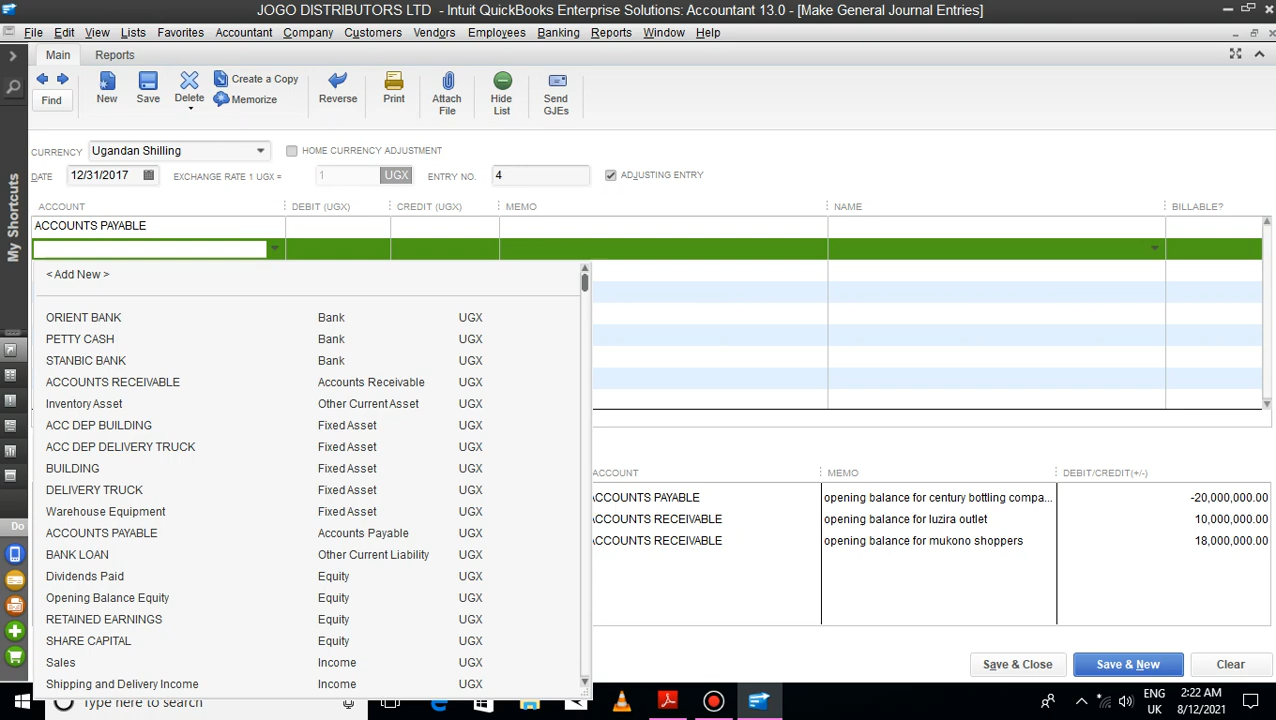 JOGO DISTRIBUTORS LTD - Intuit QuickBooks Enterprise Solutions: Accountant 13.0 - [Make General Journal Entries]
File Edit View Lists Favorites Accountant Company Customers Vendors Employees Banking Reports Window Help
Main Reports
Find New Save Delete Create a Copy Memorize Reverse Print Attach File Hide List Send GJEs
CURRENCY Ugandan Shilling HOME CURRENCY ADJUSTMENT
DATE 12/31/2017 EXCHANGE RATE 1 UGX = 1 UGX ENTRY NO. 4 ADJUSTING ENTRY
My Shortcuts
ACCOUNT DEBIT (UGX) CREDIT (UGX) MEMO NAME BILLABLE?
ACCOUNTS PAYABLE
< Add New >
ORIENT BANK Bank UGX
PETTY CASH Bank UGX
STANBIC BANK Bank UGX
ACCOUNTS RECEIVABLE Accounts Receivable UGX
Inventory Asset Other Current Asset UGX
ACC DEP BUILDING Fixed Asset UGX
ACC DEP DELIVERY TRUCK Fixed Asset UGX
BUILDING Fixed Asset UGX
DELIVERY TRUCK Fixed Asset UGX
Warehouse Equipment Fixed Asset UGX
ACCOUNTS PAYABLE Accounts Payable UGX
BANK LOAN Other Current Liability UGX
Dividends Paid Equity UGX
Opening Balance Equity Equity UGX
RETAINED EARNINGS Equity UGX
SHARE CAPITAL Equity UGX
Sales Income UGX
Shipping and Delivery Income Income UGX
ACCOUNT MEMO DEBIT/CREDIT(+/-)
ACCOUNTS PAYABLE opening balance for century bottling compa... -20,000,000.00
ACCOUNTS RECEIVABLE opening balance for luzira outlet 10,000,000.00
ACCOUNTS RECEIVABLE opening balance for mukono shoppers 18,000,000.00
Do
Save & Close Save & New Clear
Type here to search
ENG
UK
2:22 AM
8/12/2021